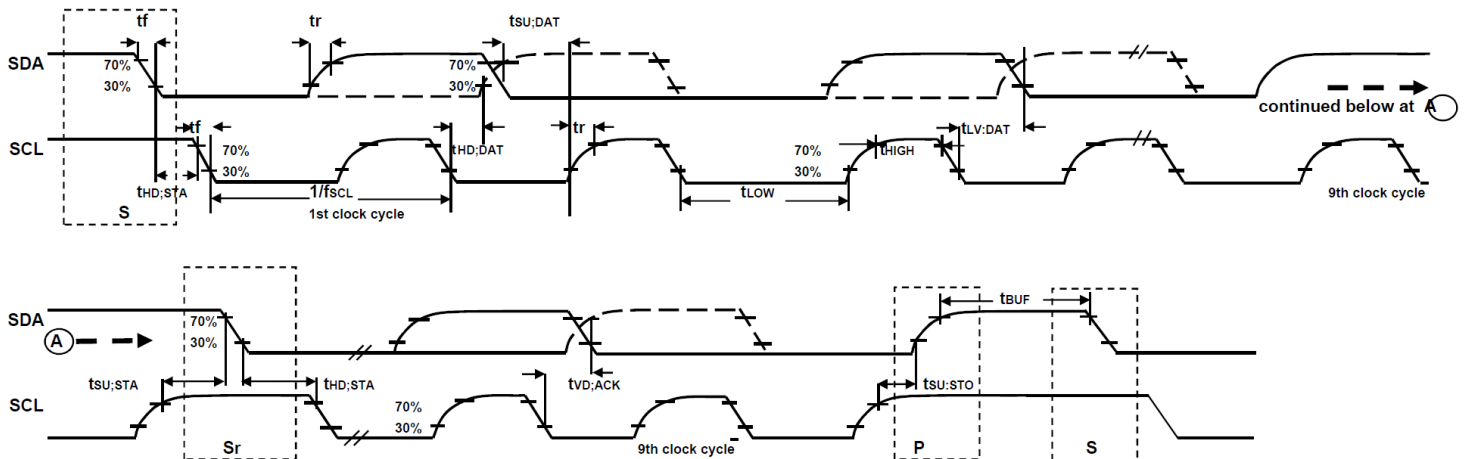 tf tr tSU;DAT
SDA 70% 70%
30% 30%
continued below at A
tf tHD;DAT tr tHIGH tLV:DAT
SCL 70% 70%
30% 30%
tHD;STA 1/fSCL tLOW
S 1st clock cycle 9th clock cycle
tBUF
SDA 70%
A 30%
tSU;STA tHD;STA tVD;ACK tSU:STO
SCL 70%
30%
Sr 9th clock cycle P S